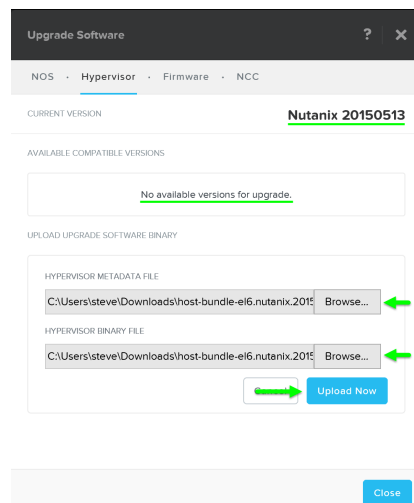 Upgrade Software ? ×
NOS · Hypervisor · Firmware · NCC
CURRENT VERSION Nutanix 20150513
AVAILABLE COMPATIBLE VERSIONS
No available versions for upgrade.
UPLOAD UPGRADE SOFTWARE BINARY
HYPERVISOR METADATA FILE
C:\Users\steve\Downloads\host-bundle-el6.nutanix.2015 Browse...
HYPERVISOR BINARY FILE
C:\Users\steve\Downloads\host-bundle-el6.nutanix.2015 Browse...
Cancel Upload Now
Close